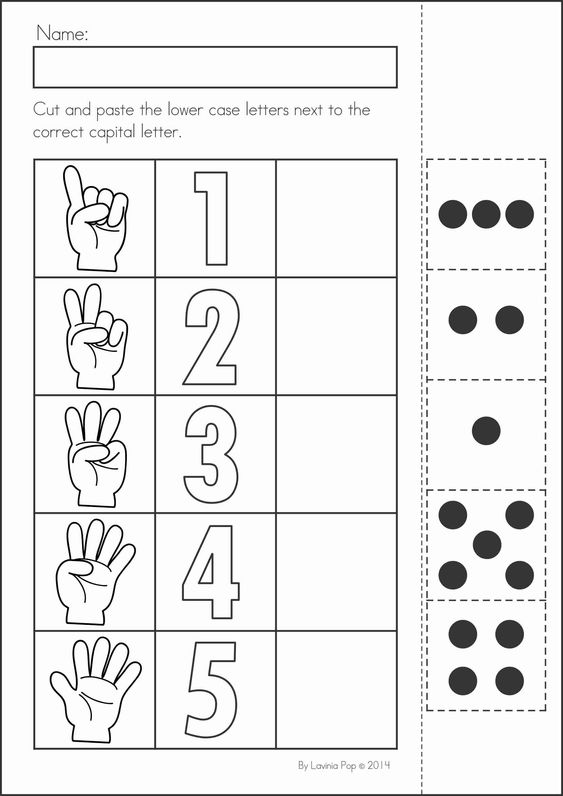 Name:
Cut and paste the lower case letters next to the
correct capital letter.
1
2
3
4
5
By Lavinia Pop © 2014